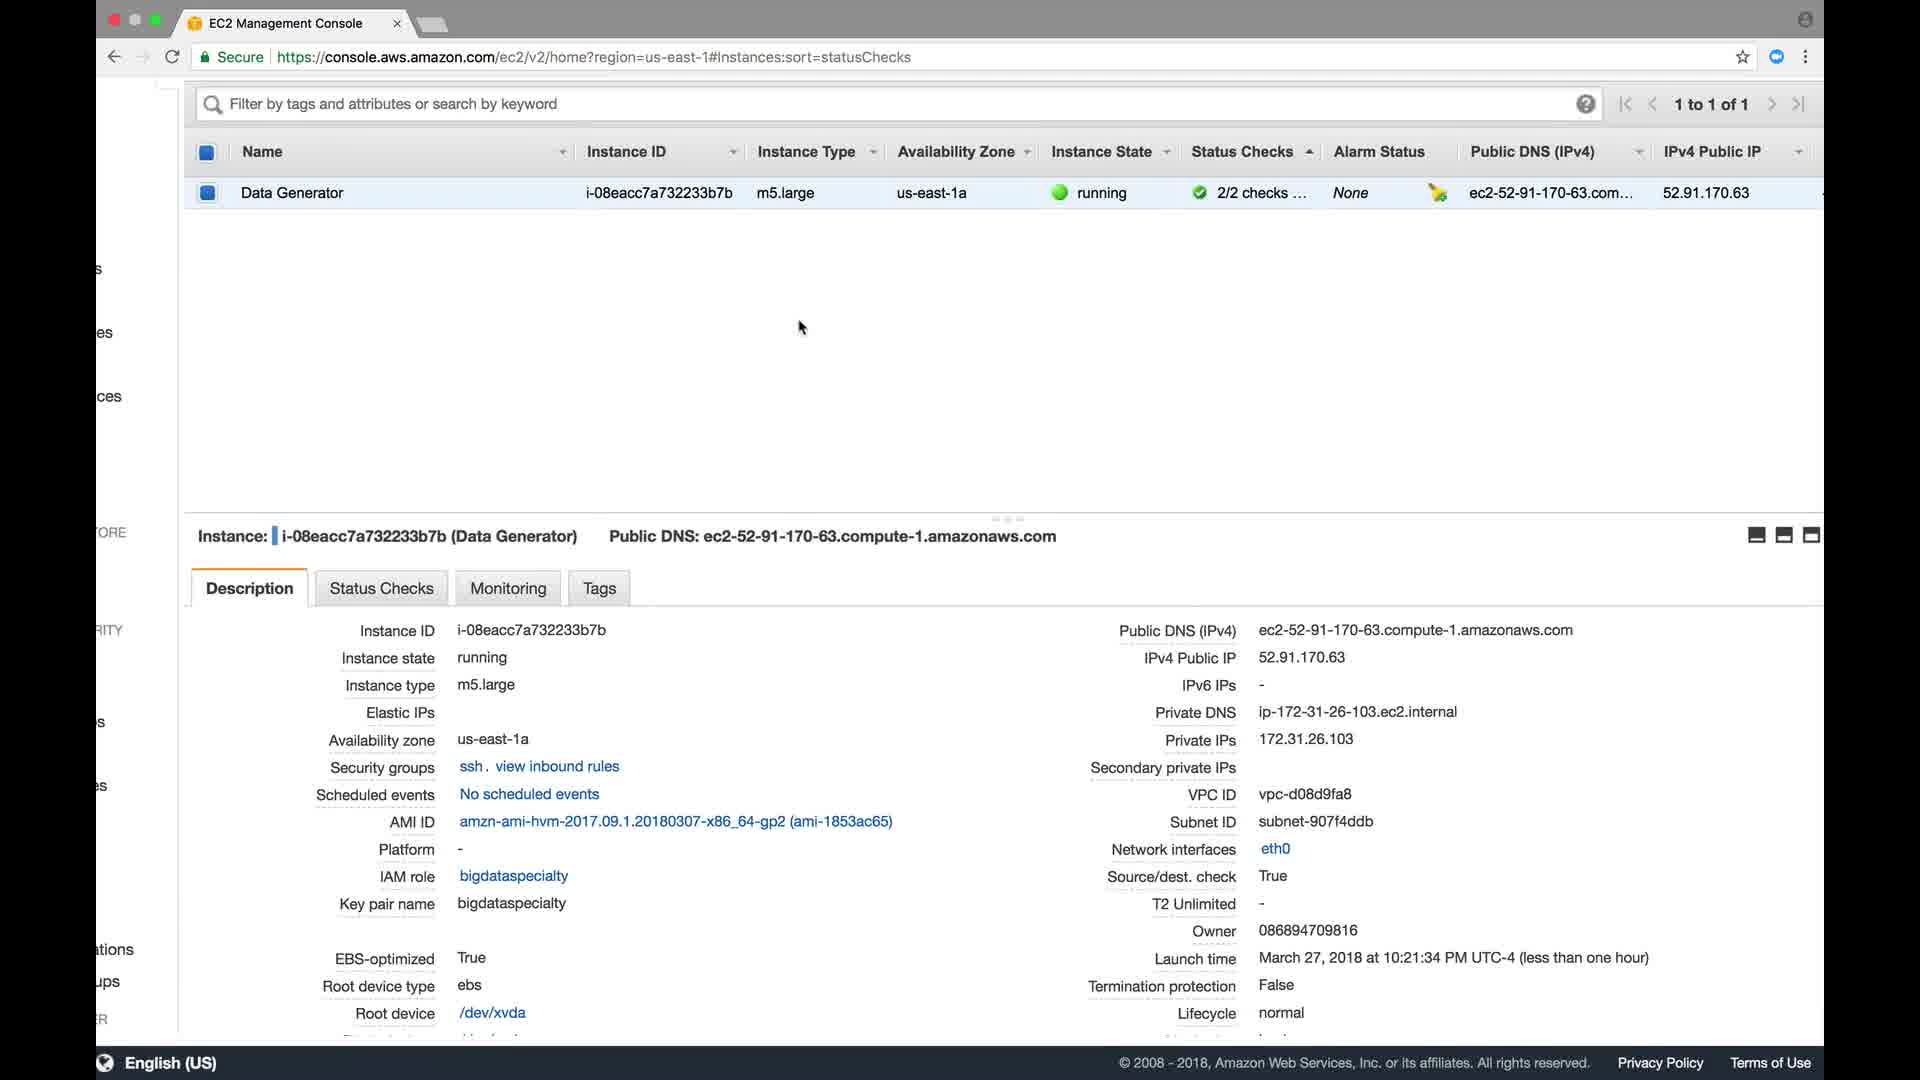 EC2 Management Console
Secure https://console.aws.amazon.com/ec2/v2/home?region=us-east-1#Instances:sort=statusChecks
Filter by tags and attributes or search by keyword
1 to 1 of 1
Name Instance ID Instance Type Availability Zone Instance State Status Checks Alarm Status Public DNS (IPv4) IPv4 Public IP
Data Generator i-08eacc7a732233b7b m5.large us-east-1a running 2/2 checks ... None ec2-52-91-170-63.com... 52.91.170.63
s
es
ces
ORE
RITY
s
es
ations
ups
ER
Instance: i-08eacc7a732233b7b (Data Generator) Public DNS: ec2-52-91-170-63.compute-1.amazonaws.com
Description Status Checks Monitoring Tags
Instance ID i-08eacc7a732233b7b
Instance state running
Instance type m5.large
Elastic IPs
Availability zone us-east-1a
Security groups ssh. view inbound rules
Scheduled events No scheduled events
AMI ID amzn-ami-hvm-2017.09.1.20180307-x86_64-gp2 (ami-1853ac65)
Platform -
IAM role bigdataspecialty
Key pair name bigdataspecialty
EBS-optimized True
Root device type ebs
Root device /dev/xvda
Public DNS (IPv4) ec2-52-91-170-63.compute-1.amazonaws.com
IPv4 Public IP 52.91.170.63
IPv6 IPs -
Private DNS ip-172-31-26-103.ec2.internal
Private IPs 172.31.26.103
Secondary private IPs
VPC ID vpc-d08d9fa8
Subnet ID subnet-907f4ddb
Network interfaces eth0
Source/dest. check True
T2 Unlimited -
Owner 086894709816
Launch time March 27, 2018 at 10:21:34 PM UTC-4 (less than one hour)
Termination protection False
Lifecycle normal
English (US)
© 2008 - 2018, Amazon Web Services, Inc. or its affiliates. All rights reserved. Privacy Policy Terms of Use